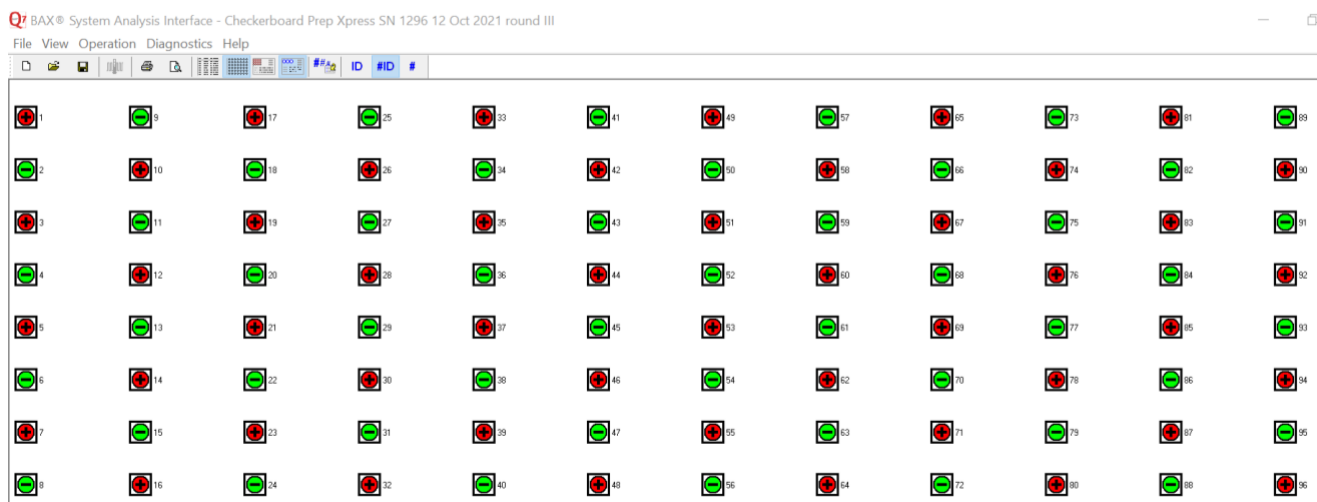 Q7 BAX® System Analysis Interface - Checkerboard Prep Xpress SN 1296 12 Oct 2021 round III
File View Operation Diagnostics Help
ID #ID #
1 9 17 25 33 41 49 57 65 73 81 89
2 10 18 26 34 42 50 58 66 74 82 90
3 11 19 27 35 43 51 59 67 75 83 91
4 12 20 28 36 44 52 60 68 76 84 92
5 13 21 29 37 45 53 61 69 77 85 93
6 14 22 30 38 46 54 62 70 78 86 94
7 15 23 31 39 47 55 63 71 79 87 95
8 16 24 32 40 48 56 64 72 80 88 96